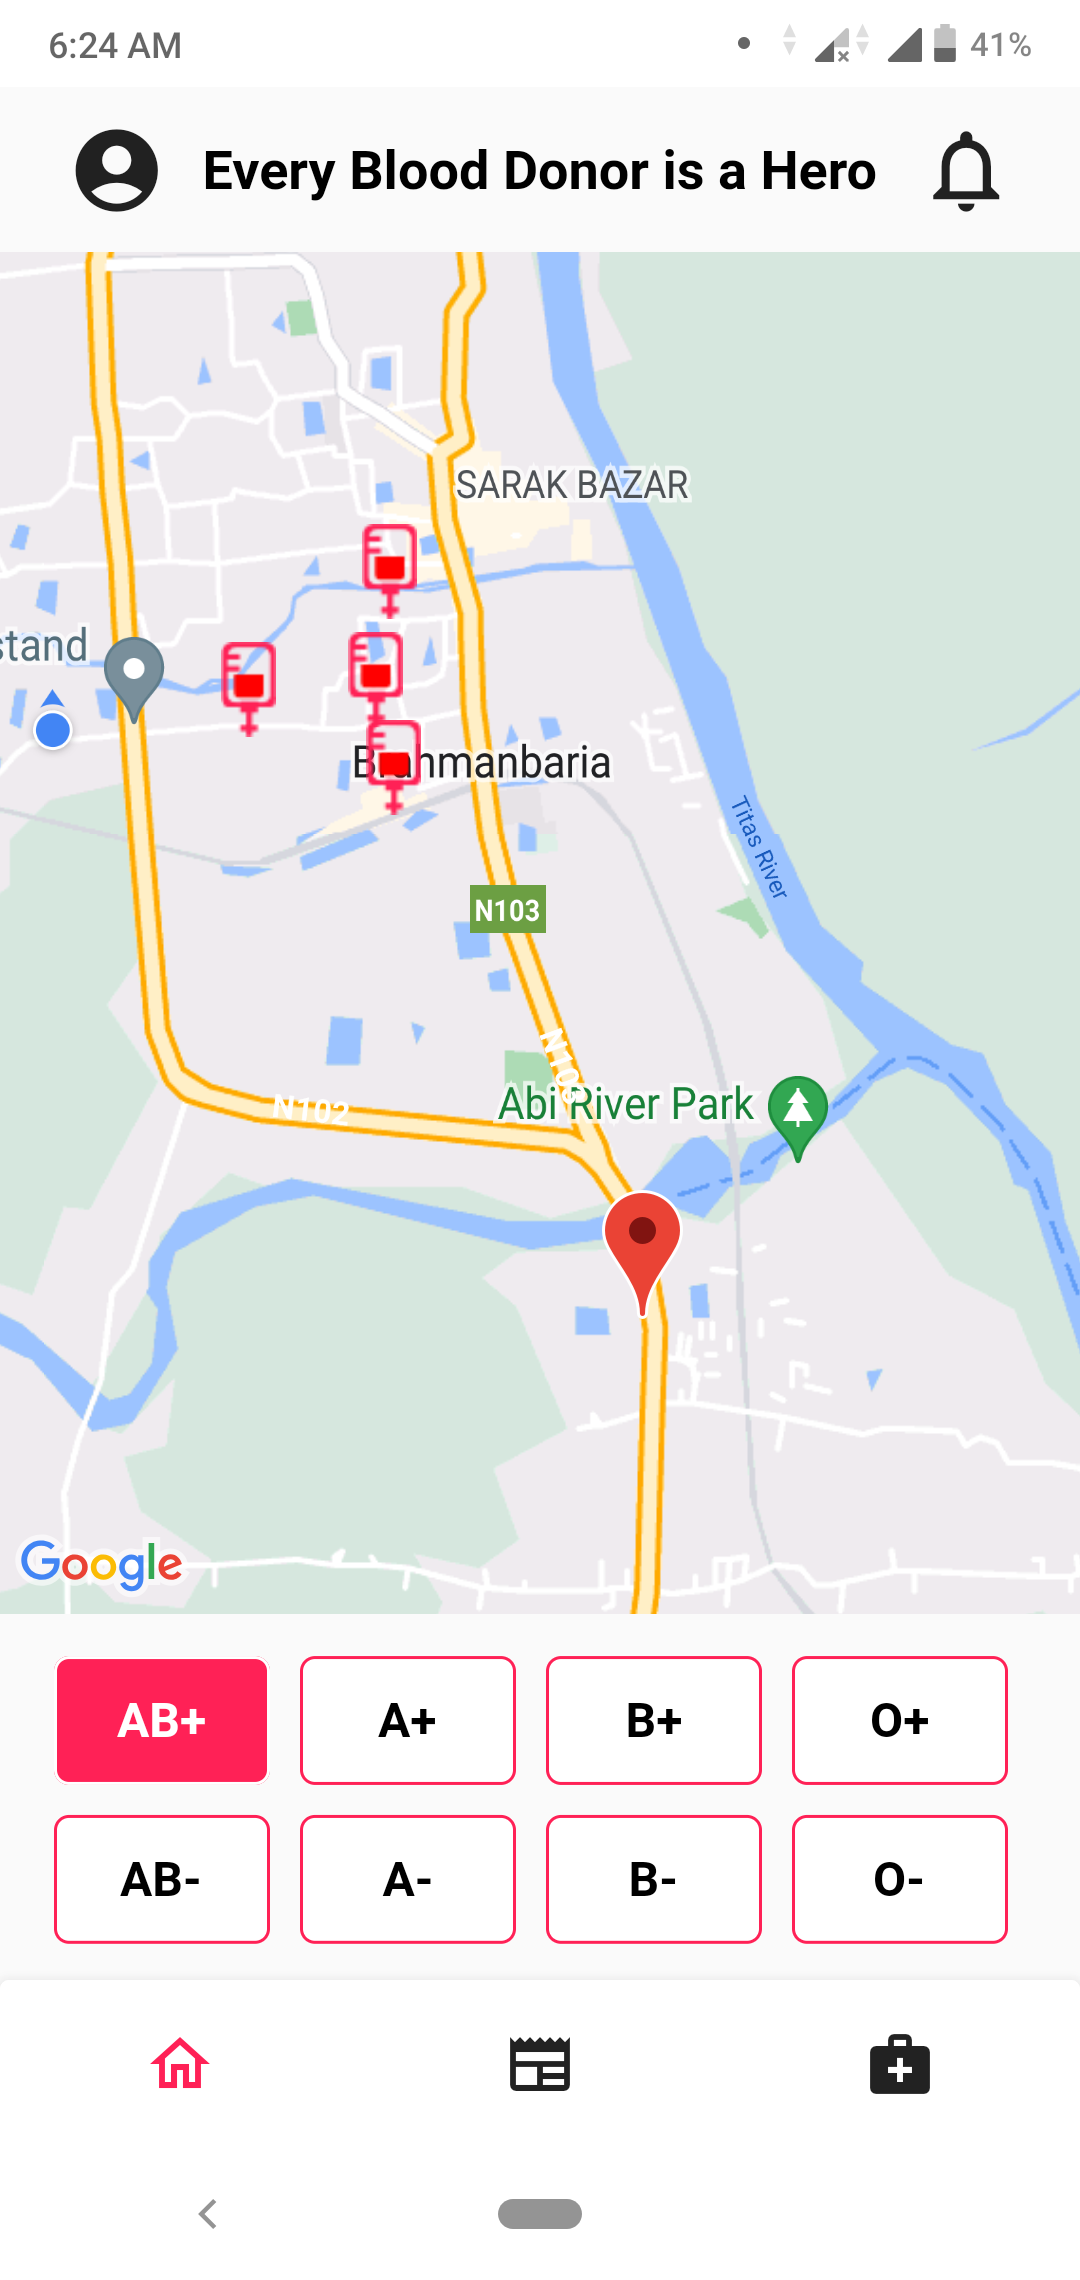 6:24 AM
41%
Every Blood Donor is a Hero
SARAK BAZAR
stand
Brahmanbaria
Titas River
N103
N103
Abi River Park
N102
Google
AB+ A+ B+ O+
AB- A- B- O-